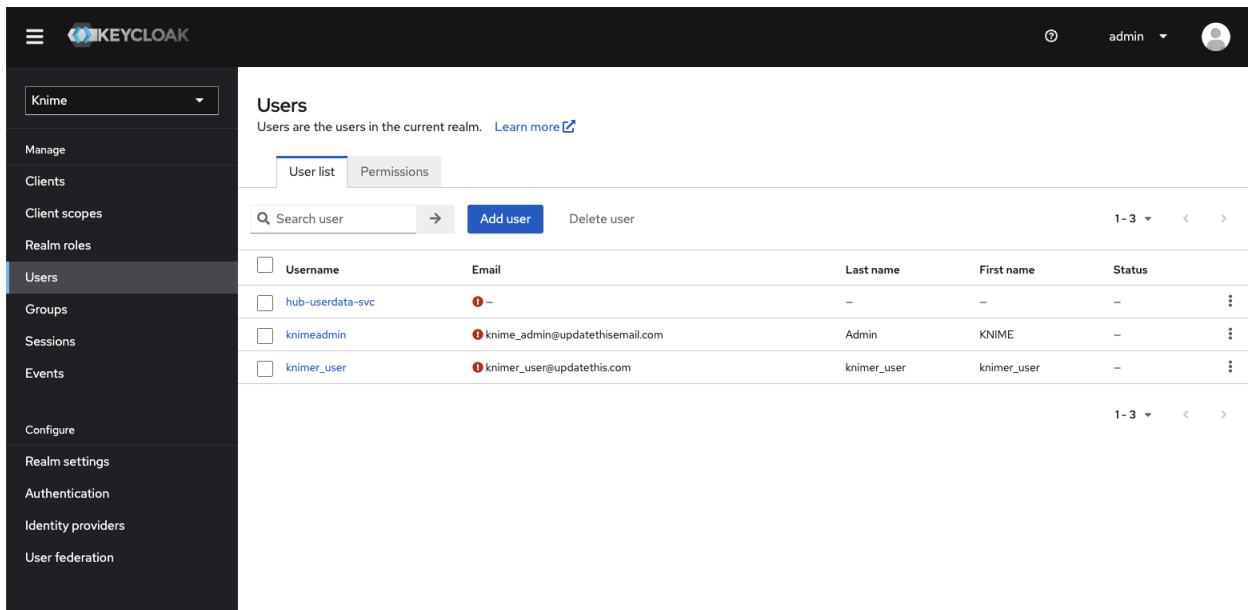 KEYCLOAK
admin
Knime
Manage
Clients
Client scopes
Realm roles
Users
Groups
Sessions
Events
Configure
Realm settings
Authentication
Identity providers
User federation
Users
Users are the users in the current realm. Learn more
User list Permissions
Search user Add user Delete user 1 - 3
Username Email Last name First name Status
hub-userdata-svc – – – –
knimeadmin knime_admin@updatethisemail.com Admin KNIME –
knimer_user knimer_user@updatethis.com knimer_user knimer_user –
1 - 3